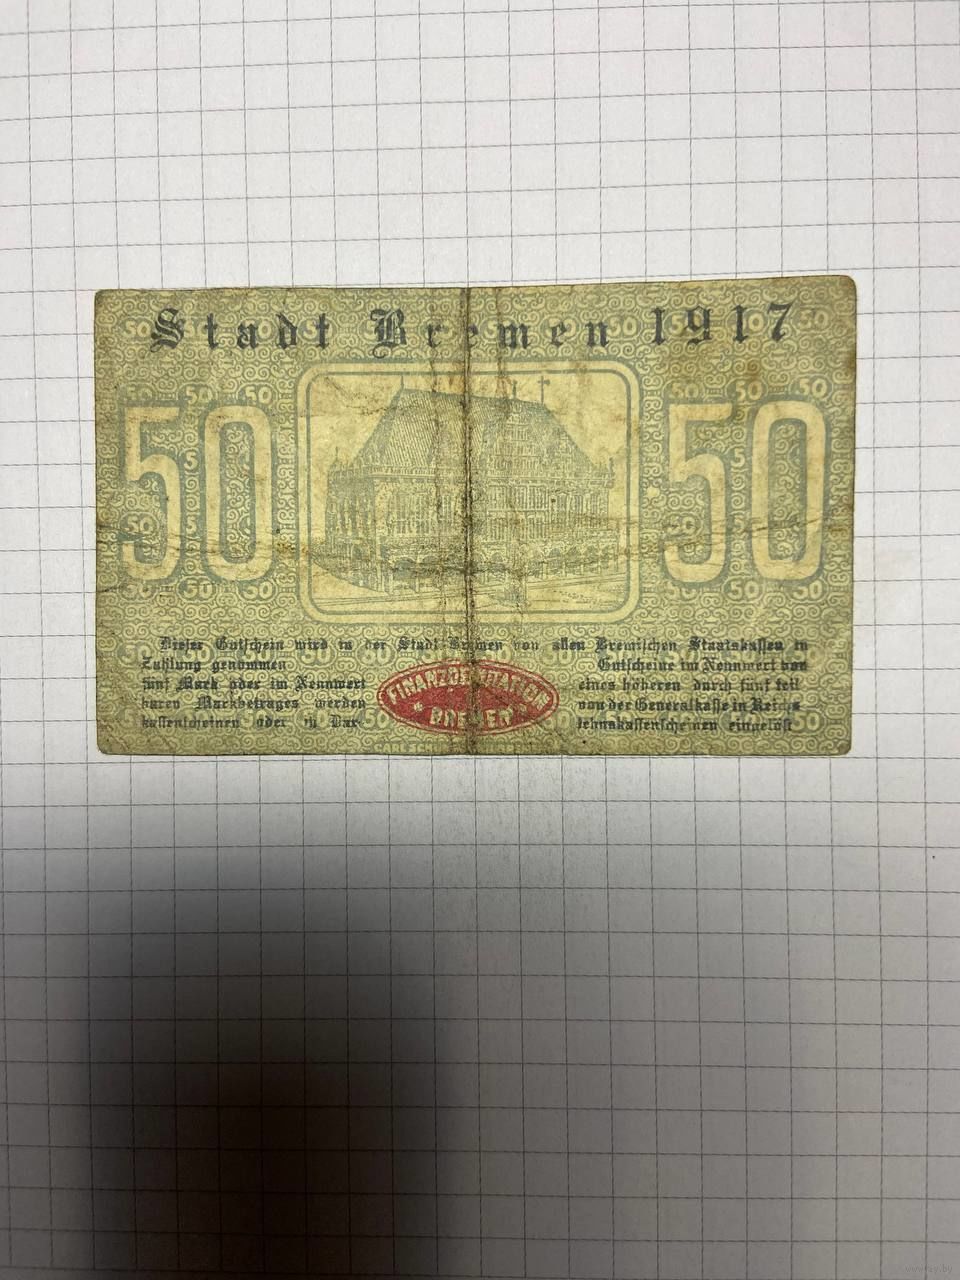 Stadt Bremen 1917
50 50
Dieser Gutschein wird in der Stadt Bremen von allen Bremischen Staatskassen in
Zahlung genommen Gutscheine im Nennwert von
fünf Mark oder im Nennwert eines höheren durch fünf teil
baren Markbetrages werden von der Generalkasse in Reichs
kassenscheinen oder in Dar- lehnskassenscheinen eingelöst
FINANZDEPUTATION
BREMEN
CARL